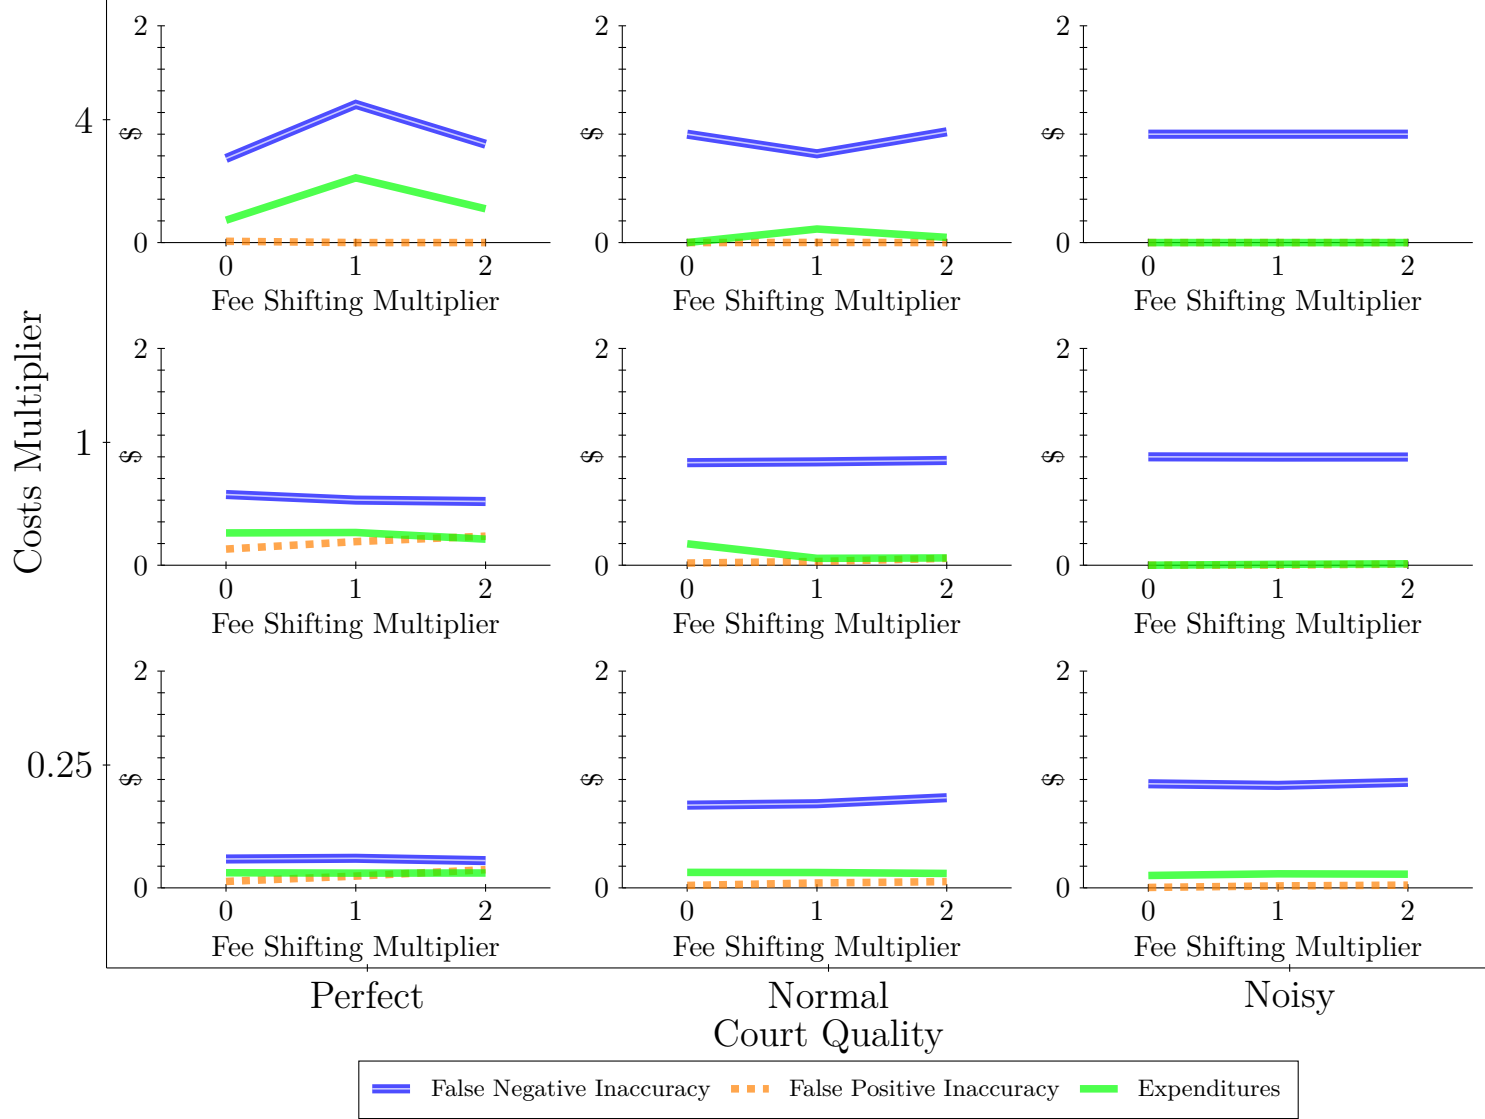 2 2 2
4 $ $ $
0 0 0
0 1 2 0 1 2 0 1 2
Fee Shifting Multiplier Fee Shifting Multiplier Fee Shifting Multiplier
Costs Multiplier
2 2 2
1 $ $ $
0 0 0
0 1 2 0 1 2 0 1 2
Fee Shifting Multiplier Fee Shifting Multiplier Fee Shifting Multiplier
2 2 2
0.25 $ $ $
0 0 0
0 1 2 0 1 2 0 1 2
Fee Shifting Multiplier Fee Shifting Multiplier Fee Shifting Multiplier
Perfect Normal Noisy
Court Quality
False Negative Inaccuracy False Positive Inaccuracy Expenditures